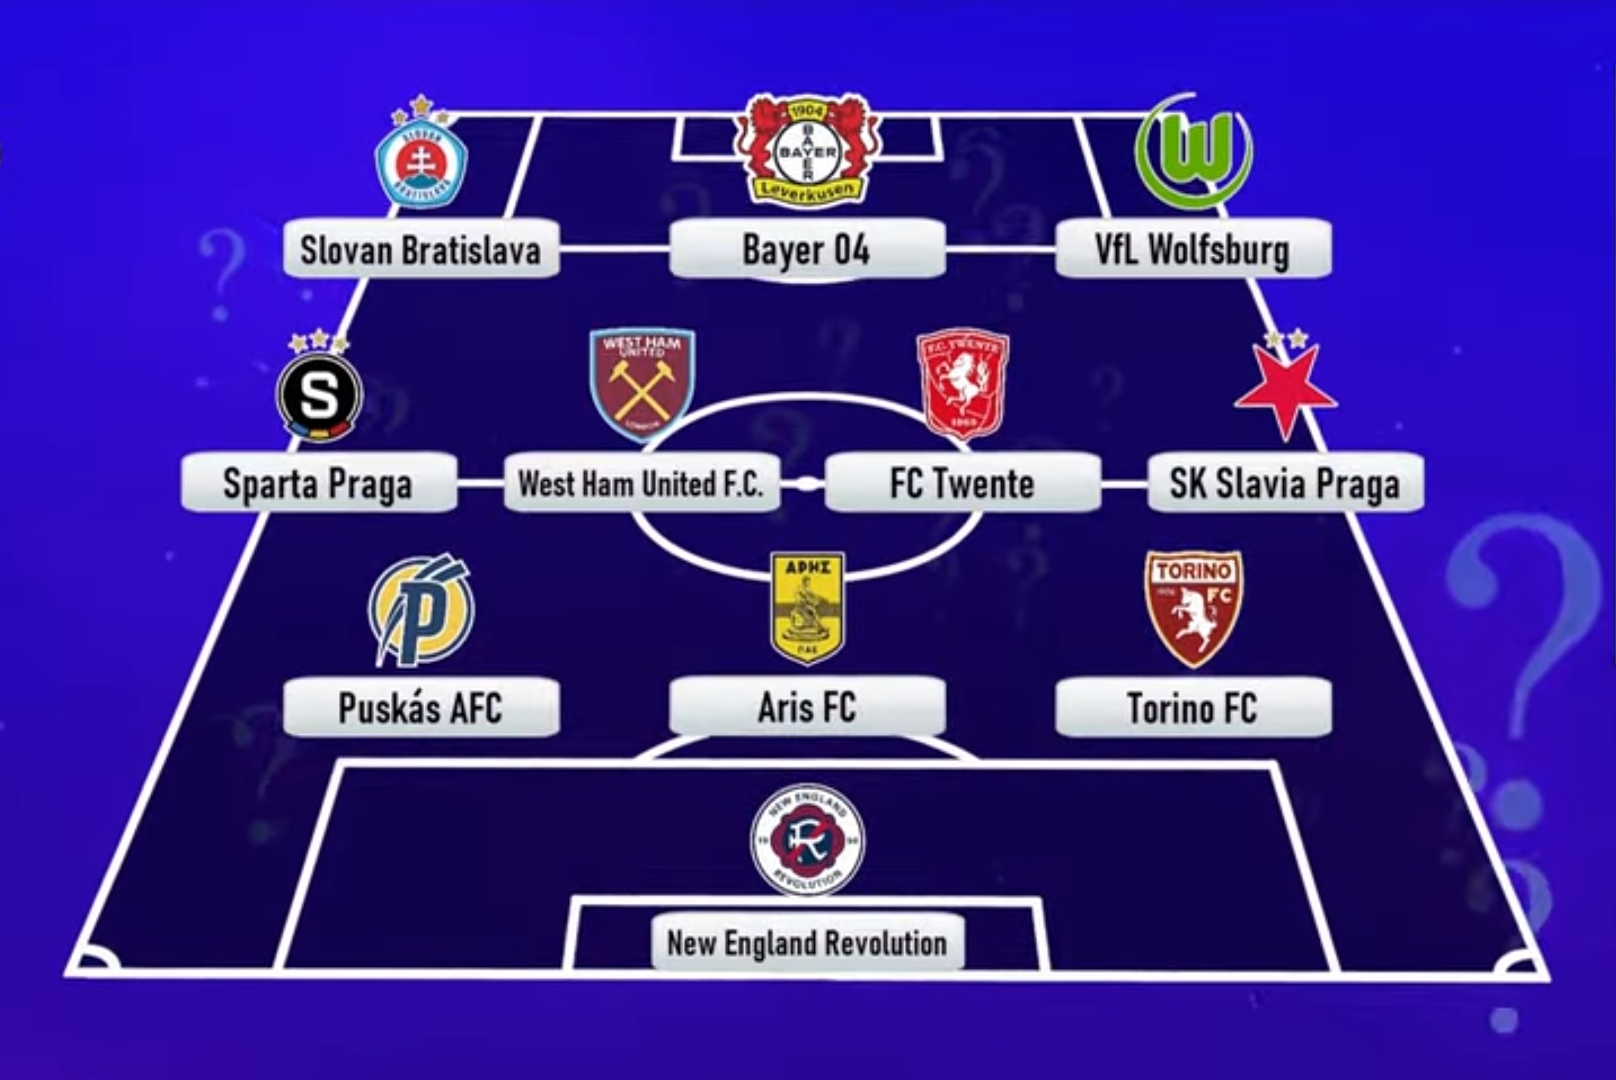 SLOVAN
BRATISLAVA
Slovan Bratislava
1904
BAYER
BAYER
Leverkusen
Bayer 04
W
VfL Wolfsburg
S
Sparta Praga
WEST HAM
UNITED
LONDON
West Ham United F.C.
F.C. TWENTE
1965
FC Twente
SK Slavia Praga
P
Puskás AFC
ΑΡΗΣ
ΠΑΕ
Aris FC
TORINO
1906
FC
Torino FC
NEW ENGLAND
19 R 96
REVOLUTION
New England Revolution